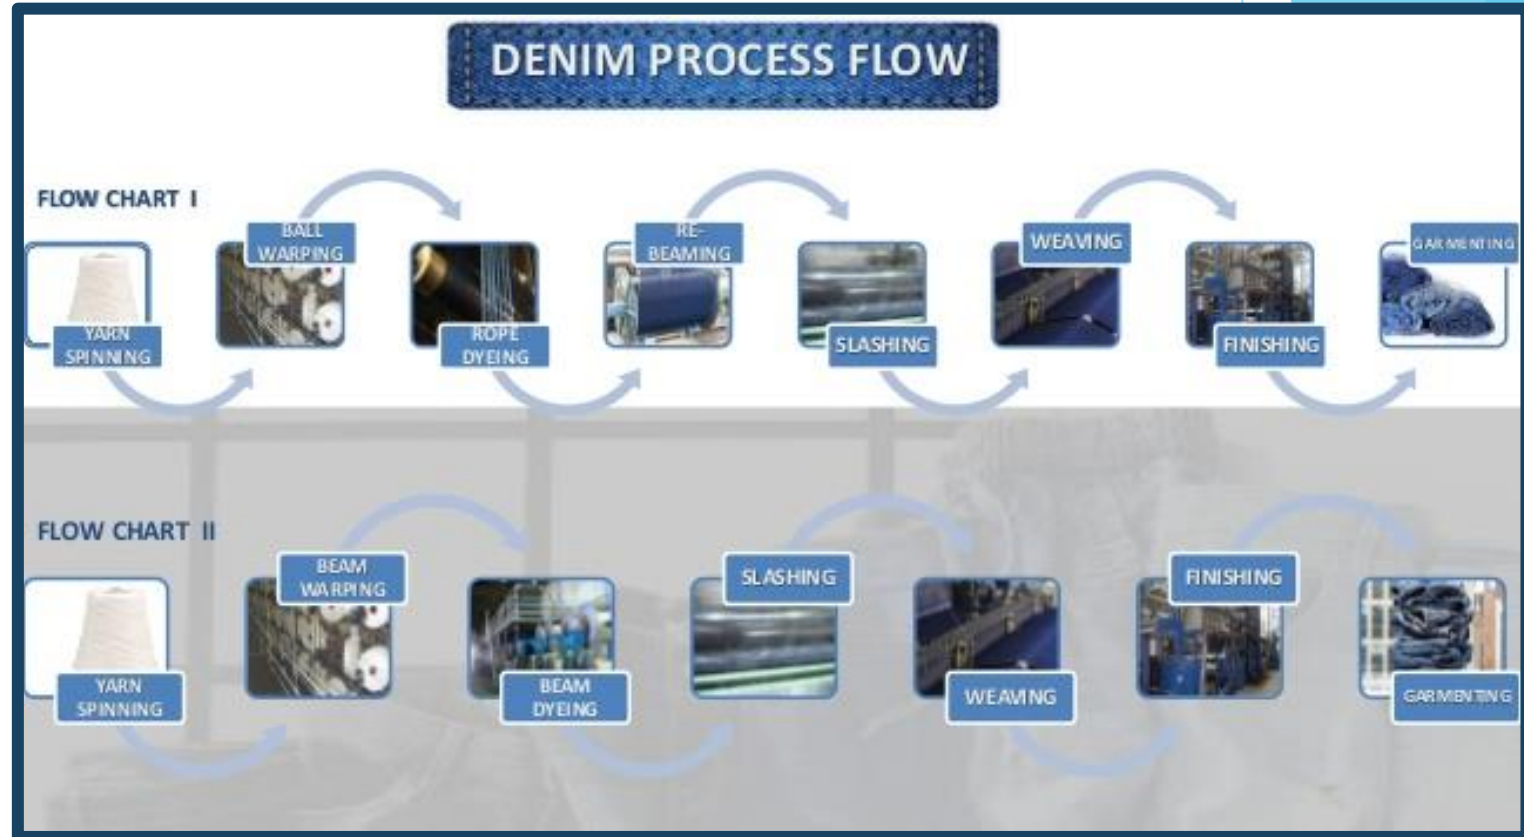 DENIM PROCESS FLOW
FLOW CHART I
YARN
SPINNING
BALL
WARPING
ROPE
DYEING
RE-
BEAMING
SLASHING
WEAVING
FINISHING
GARMENTING
FLOW CHART II
YARN
SPINNING
BEAM
WARPING
BEAM
DYEING
SLASHING
WEAVING
FINISHING
GARMENTING